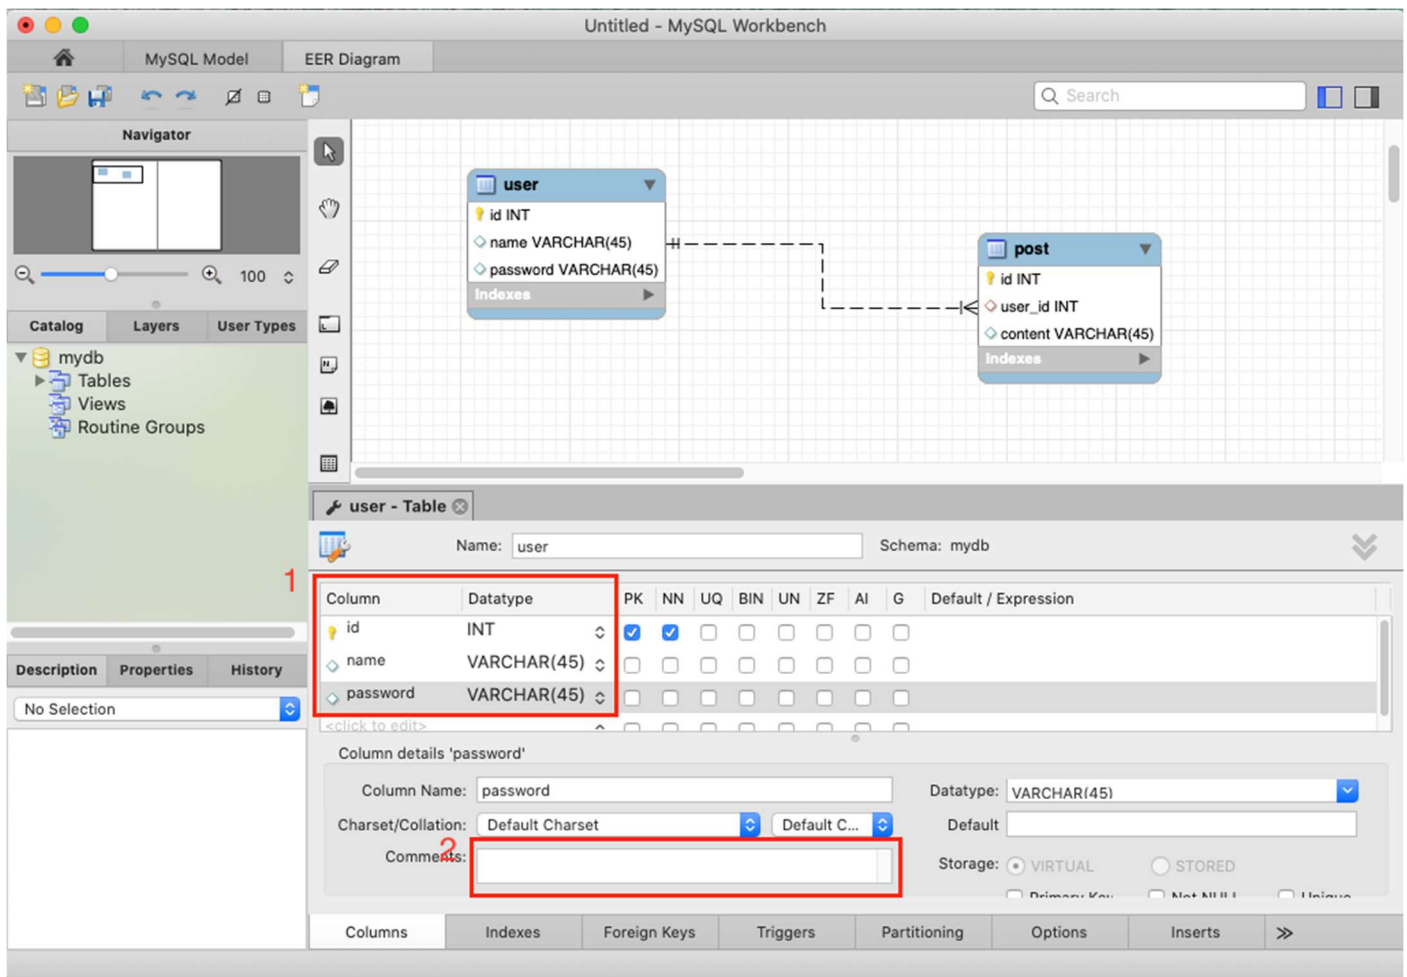 Untitled - MySQL Workbench
MySQL Model
EER Diagram
Search
Navigator
100
Catalog
Layers
User Types
mydb
Tables
Views
Routine Groups
user
id INT
name VARCHAR(45)
password VARCHAR(45)
Indexes
post
id INT
user_id INT
content VARCHAR(45)
Indexes
user - Table
Name: user
Schema: mydb
1
Column Datatype PK NN UQ BIN UN ZF AI G Default / Expression
id INT
name VARCHAR(45)
password VARCHAR(45)
<click to edit>
Description
Properties
History
No Selection
Column details 'password'
Column Name: password
Datatype: VARCHAR(45)
Charset/Collation: Default Charset Default C...
Default
2
Comments:
Storage: VIRTUAL STORED
Primary Key Not NULL Unique
Columns Indexes Foreign Keys Triggers Partitioning Options Inserts